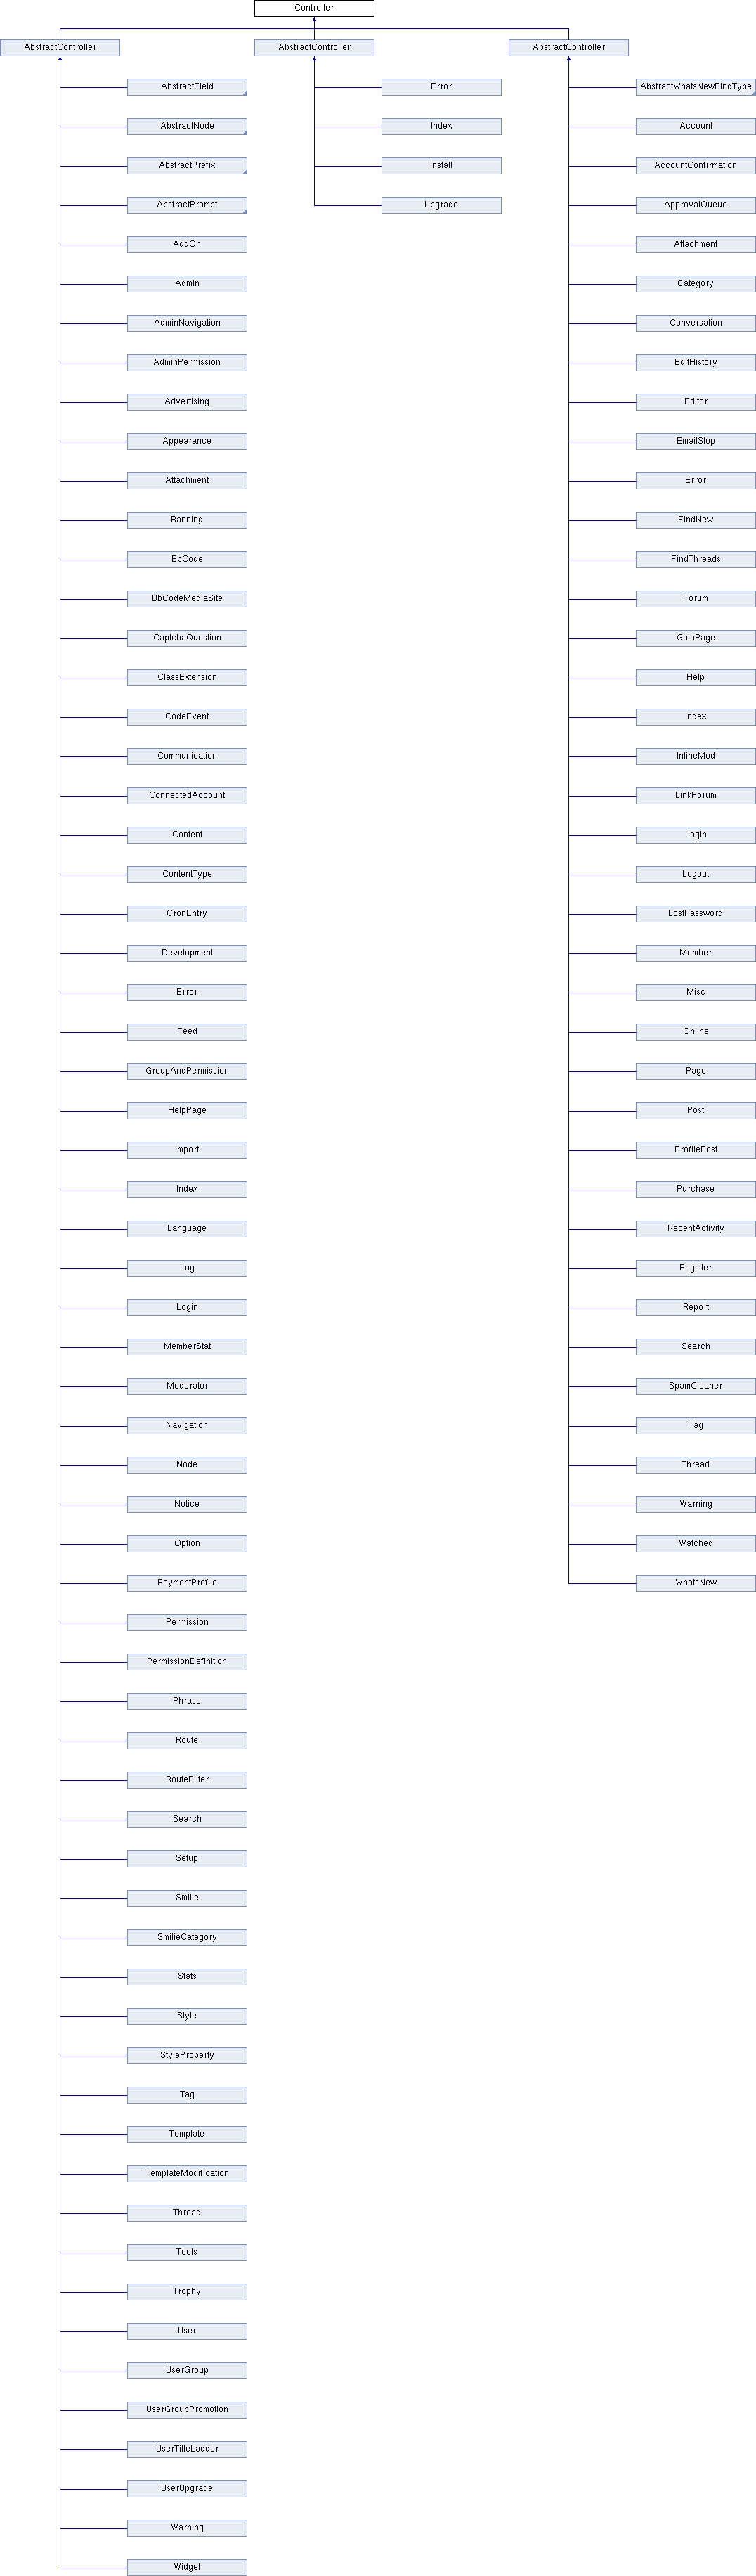 Controller
AbstractController
AbstractController
AbstractController
AbstractField
AbstractNode
AbstractPrefix
AbstractPrompt
AddOn
Admin
AdminNavigation
AdminPermission
Advertising
Appearance
Attachment
Banning
BbCode
BbCodeMediaSite
CaptchaQuestion
ClassExtension
CodeEvent
Communication
ConnectedAccount
Content
ContentType
CronEntry
Development
Error
Feed
GroupAndPermission
HelpPage
Import
Index
Language
Log
Login
MemberStat
Moderator
Navigation
Node
Notice
Option
PaymentProfile
Permission
PermissionDefinition
Phrase
Route
RouteFilter
Search
Setup
Smilie
SmilieCategory
Stats
Style
StyleProperty
Tag
Template
TemplateModification
Thread
Tools
Trophy
User
UserGroup
UserGroupPromotion
UserTitleLadder
UserUpgrade
Warning
Widget
Error
Index
Install
Upgrade
AbstractWhatsNewFindType
Account
AccountConfirmation
ApprovalQueue
Attachment
Category
Conversation
EditHistory
Editor
EmailStop
Error
FindNew
FindThreads
Forum
GotoPage
Help
Index
InlineMod
LinkForum
Login
Logout
LostPassword
Member
Misc
Online
Page
Post
ProfilePost
Purchase
RecentActivity
Register
Report
Search
SpamCleaner
Tag
Thread
Warning
Watched
WhatsNew